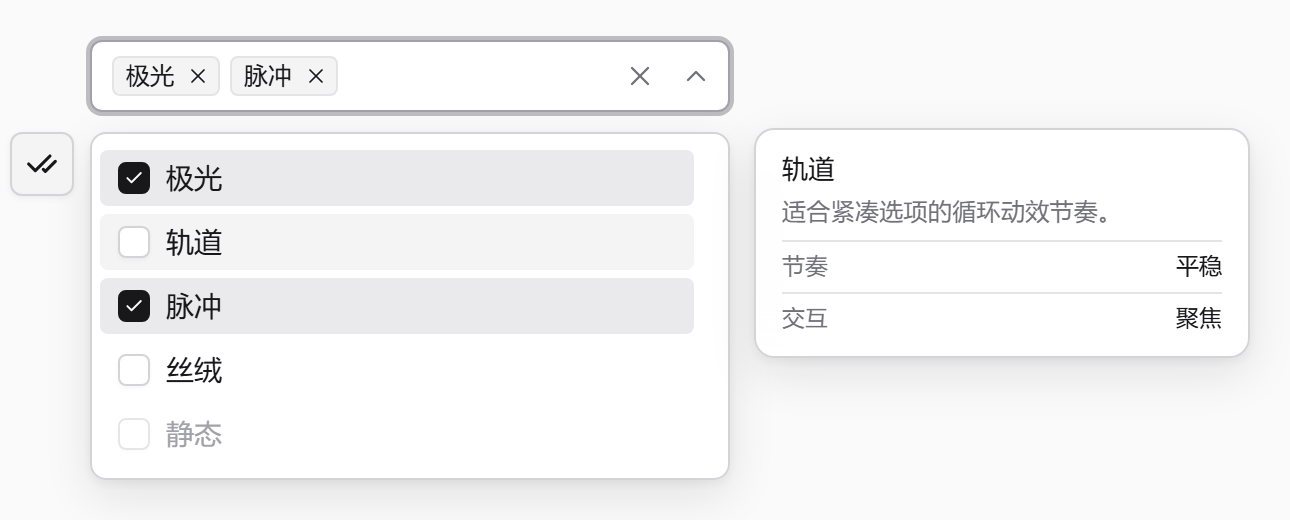 极光 脉冲
极光
轨道
脉冲
丝绒
静态
轨道
适合紧凑选项的循环动效节奏。
节奏 平稳
交互 聚焦